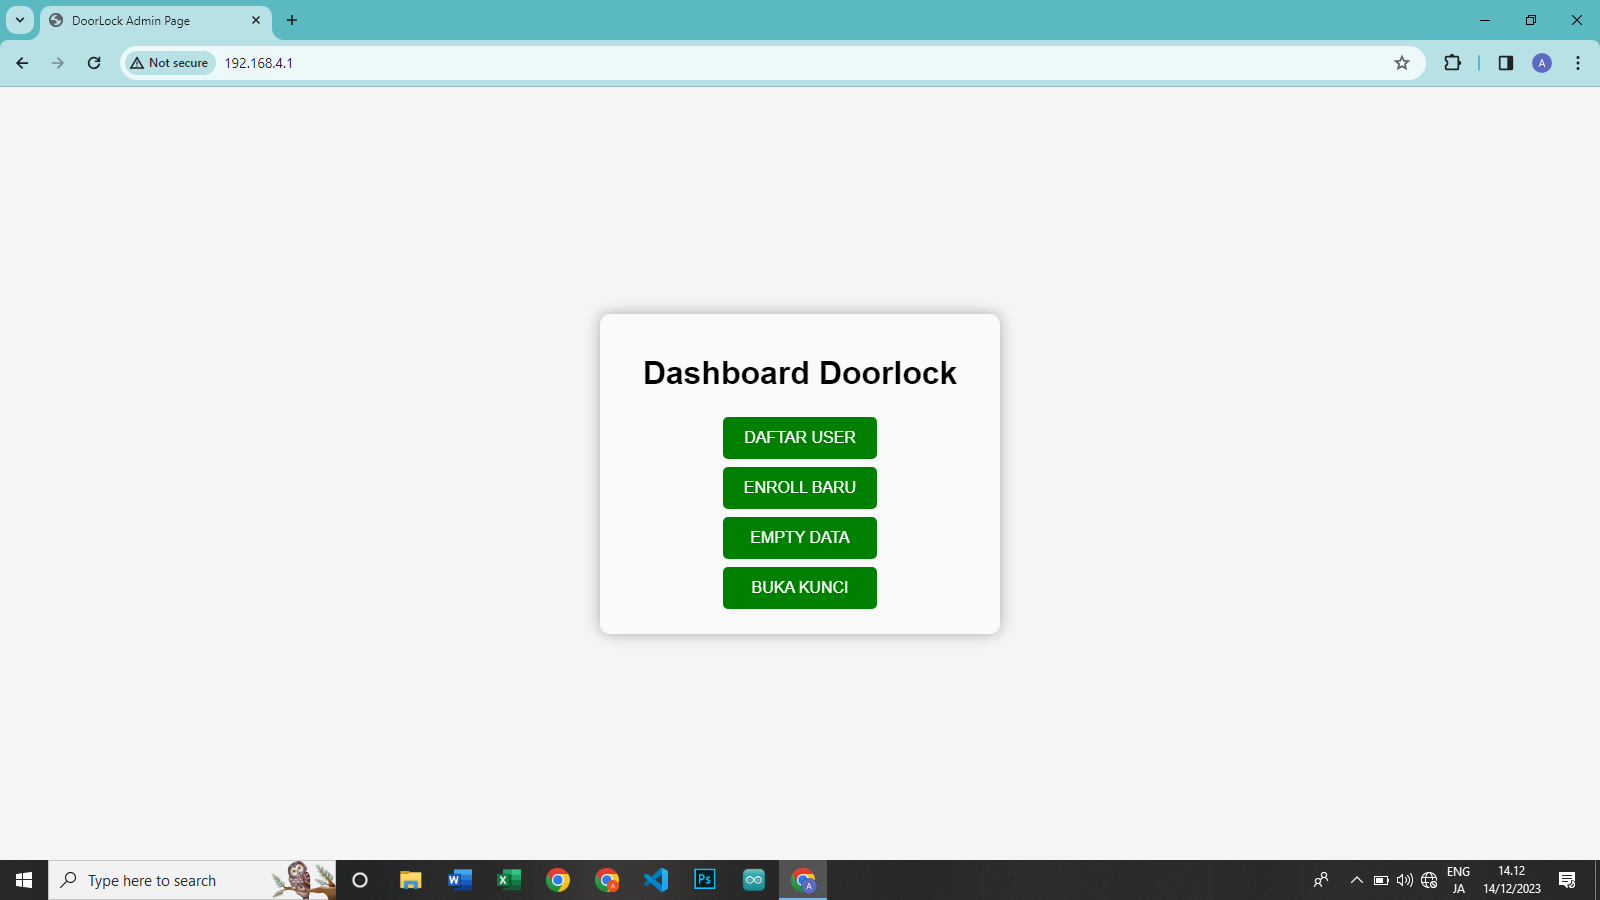 DoorLock Admin Page
Not secure
192.168.4.1
A
Dashboard Doorlock
DAFTAR USER
ENROLL BARU
EMPTY DATA
BUKA KUNCI
Type here to search
W
X
A
Ps
A
ENG
JA
14.12
14/12/2023